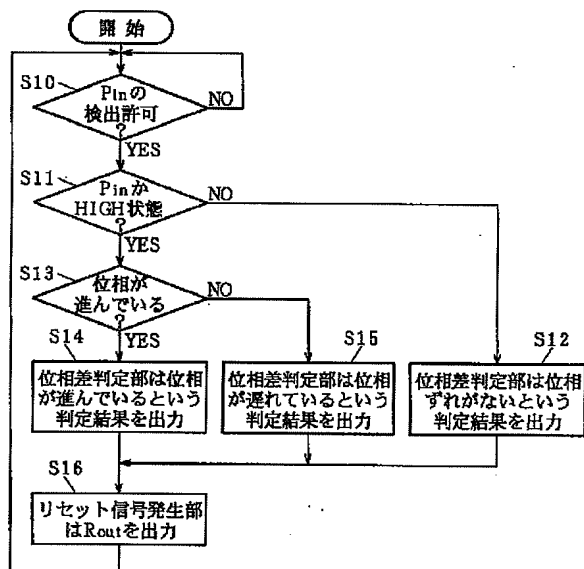 開始
S10
Pinの
検出許可
?
NO
YES
S11
Pinが
HIGH状態
?
NO
YES
S13
位相が
進んでいる
?
NO
YES
S14
位相差判定部は位相
が進んでいるという
判定結果を出力
S15
位相差判定部は位相
が遅れているという
判定結果を出力
S12
位相差判定部は位相
ずれがないという
判定結果を出力
S16
リセット信号発生部
はRoutを出力